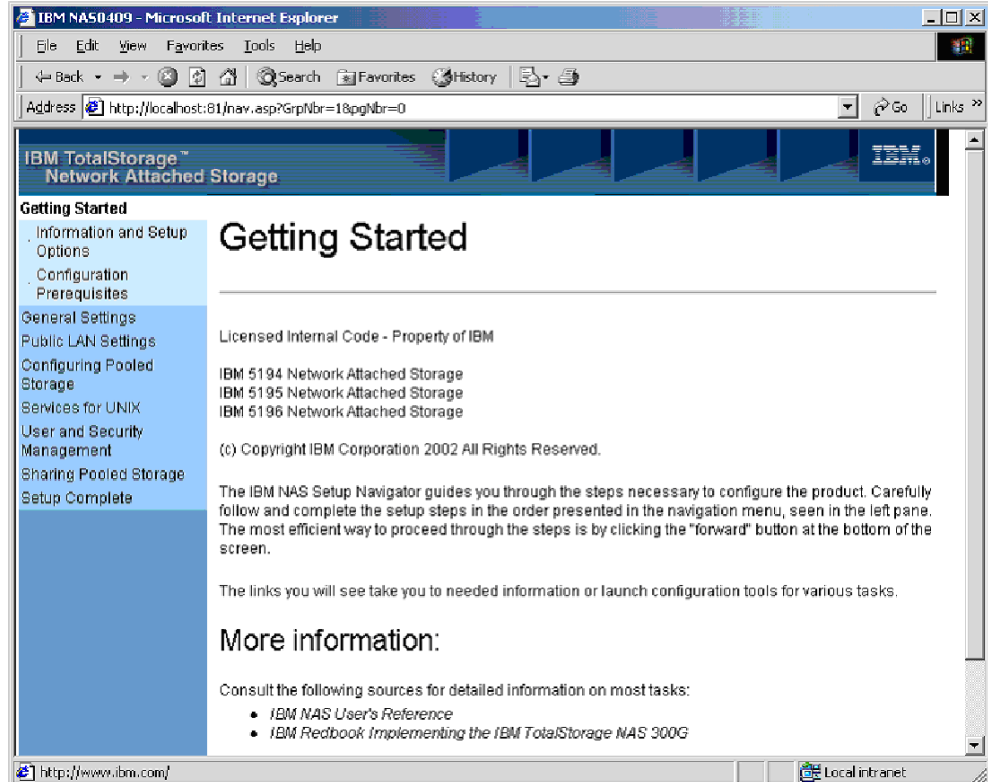 IBM NAS0409 - Microsoft Internet Explorer
File Edit View Favorites Tools Help
Back Search Favorites History
Address http://localhost:81/nav.asp?GrpNbr=1&pgNbr=0 Go Links »
IBM TotalStorage™
Network Attached Storage
IBM®
Getting Started
Information and Setup
Options
Configuration
Prerequisites
General Settings
Public LAN Settings
Configuring Pooled
Storage
Services for UNIX
User and Security
Management
Sharing Pooled Storage
Setup Complete
Getting Started
Licensed Internal Code - Property of IBM
IBM 5194 Network Attached Storage
IBM 5195 Network Attached Storage
IBM 5196 Network Attached Storage
(c) Copyright IBM Corporation 2002 All Rights Reserved.
The IBM NAS Setup Navigator guides you through the steps necessary to configure the product. Carefully
follow and complete the setup steps in the order presented in the navigation menu, seen in the left pane.
The most efficient way to proceed through the steps is by clicking the "forward" button at the bottom of the
screen.
The links you will see take you to needed information or launch configuration tools for various tasks.
More information:
Consult the following sources for detailed information on most tasks:
• IBM NAS User's Reference
• IBM Redbook Implementing the IBM TotalStorage NAS 300G
http://www.ibm.com/ Local intranet